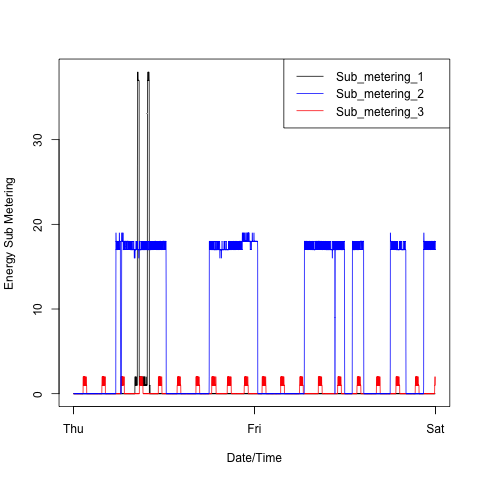 Sub_metering_1
Sub_metering_2
Sub_metering_3
Energy Sub Metering
30
20
10
0
Thu Fri Sat
Date/Time